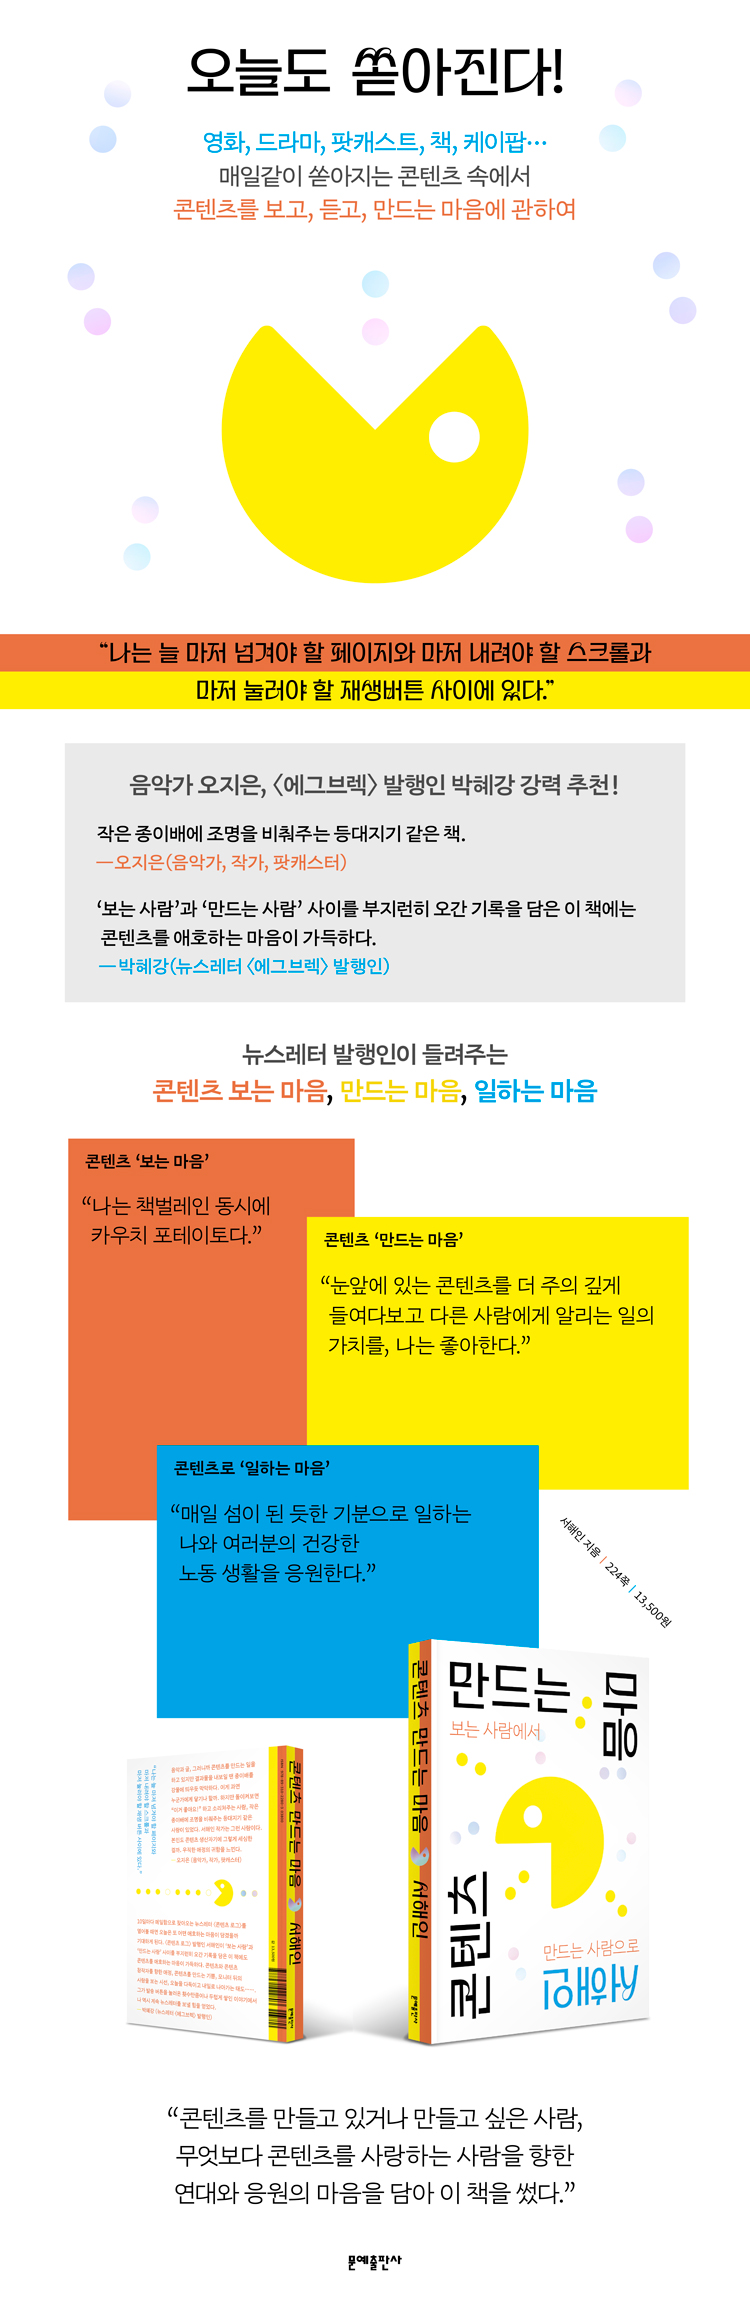 오늘도 쏟아진다!
영화, 드라마, 팟캐스트, 책, 케이팝…
매일같이 쏟아지는 콘텐츠 속에서
콘텐츠를 보고, 듣고, 만드는 마음에 관하여
“나는 늘 마저 넘겨야 할 페이지와 마저 내려야 할 스크롤과
마저 눌러야 할 재생버튼 사이에 있다.”
음악가 오지은, 〈에그브렉〉 발행인 박혜강 강력 추천!
작은 종이배에 조명을 비춰주는 등대지기 같은 책.
—오지은(음악가, 작가, 팟캐스터)
‘보는 사람’과 ‘만드는 사람’ 사이를 부지런히 오간 기록을 담은 이 책에는
콘텐츠를 애호하는 마음이 가득하다.
—박혜강(뉴스레터 〈에그브렉〉 발행인)
뉴스레터 발행인이 들려주는
콘텐츠 보는 마음, 만드는 마음, 일하는 마음
콘텐츠 ‘보는 마음’
“나는 책벌레인 동시에
카우치 포테이토다.”
콘텐츠 ‘만드는 마음’
“눈앞에 있는 콘텐츠를 더 주의 깊게
들여다보고 다른 사람에게 알리는 일의
가치를, 나는 좋아한다.”
콘텐츠로 ‘일하는 마음’
“매일 섬이 된 듯한 기분으로 일하는
나와 여러분의 건강한
노동 생활을 응원한다.”
서해인 지음 | 224쪽 | 13,500원
콘텐츠 만드는 마음 서해인
문예출판사
만드는
마음
보는 사람에서
콘텐츠
만드는 사람으로
서해인
콘텐츠 만드는 마음 서해인
문예출판사
“콘텐츠를 만들고 있거나 만들고 싶은 사람,
무엇보다 콘텐츠를 사랑하는 사람을 향한
연대와 응원의 마음을 담아 이 책을 썼다.”
문예출판사